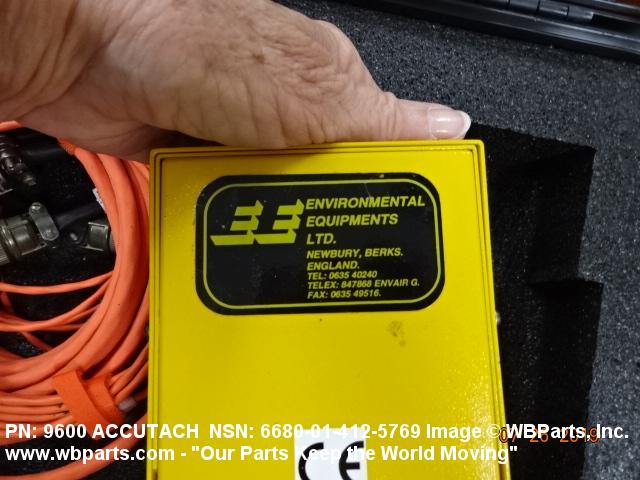 EE
ENVIRONMENTAL
EQUIPMENTS
LTD.
NEWBURY, BERKS.
ENGLAND.
TEL: 0635 40240
TELEX: 847868 ENVAIR G.
FAX: 0635 49516.
CE
PN: 9600 ACCUTACH NSN: 6680-01-412-5769 Image © WBParts, Inc.
www.wbparts.com - "Our Parts Keep the World Moving"